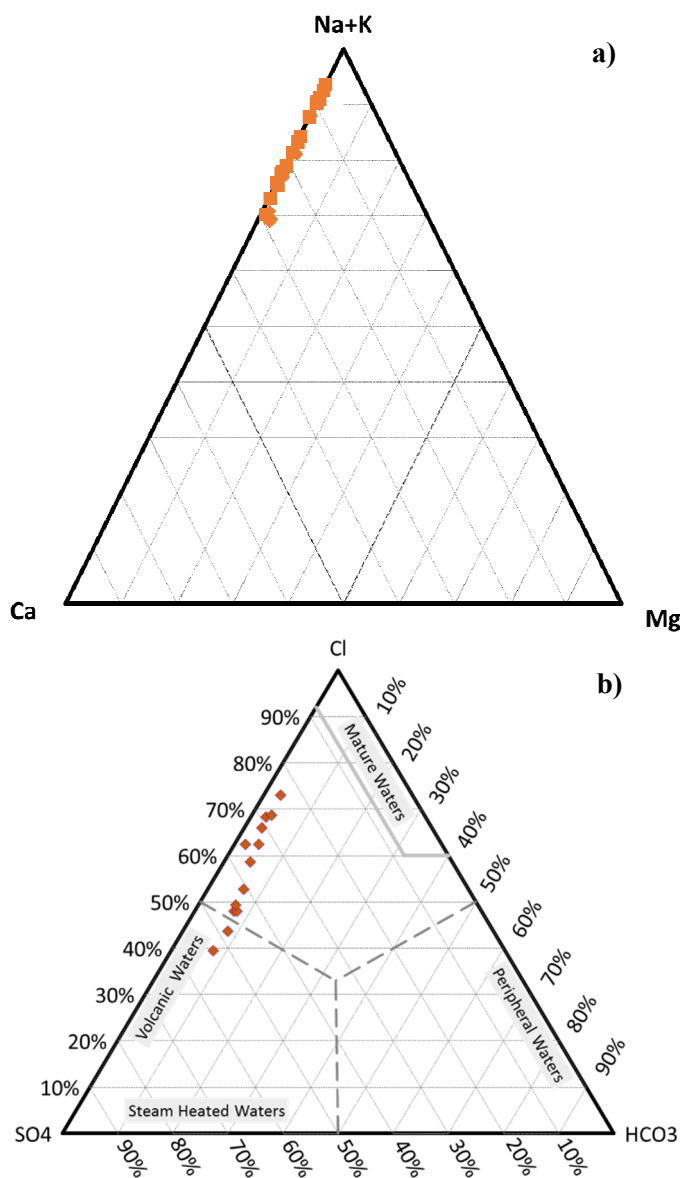 Na+K
a)
Ca
Mg
Cl
b)
10%
90%
20%
80%
30%
70%
40%
60%
50%
50%
60%
40%
70%
30%
80%
20%
90%
10%
Mature Waters
Volcanic Waters
Peripheral Waters
Steam Heated Waters
SO4
HCO3
90%
80%
70%
60%
50%
40%
30%
20%
10%